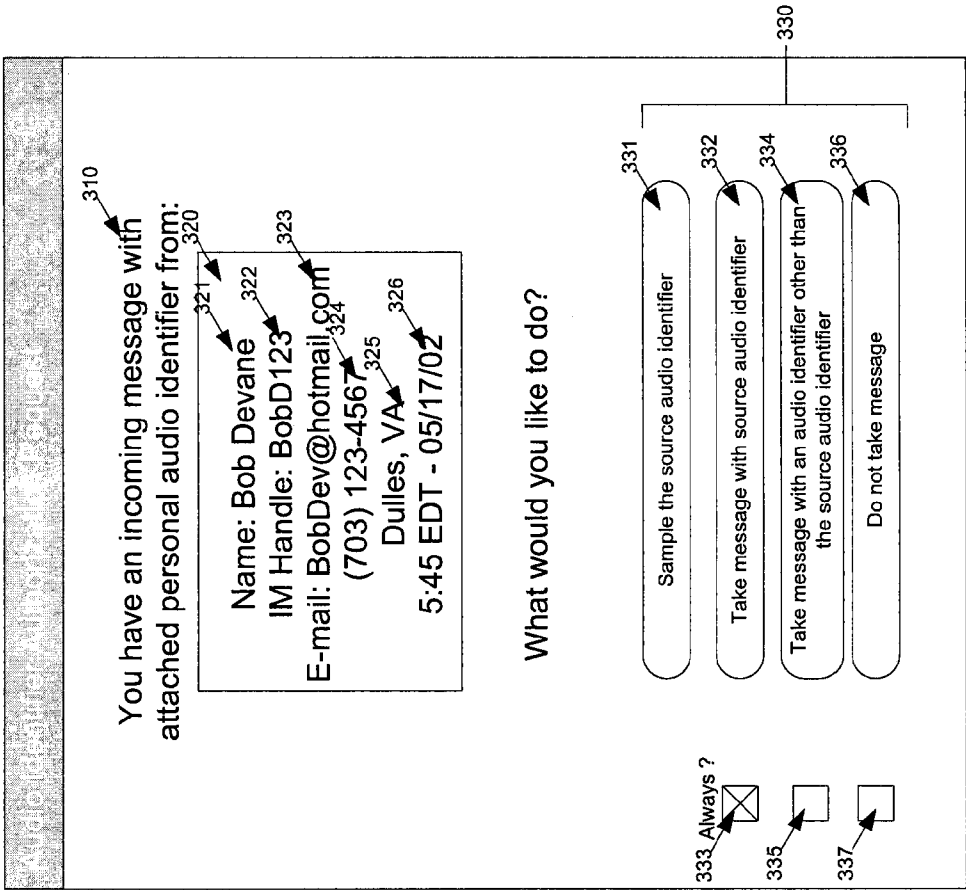 Audio Identifier Authorization Request
You have an incoming message with
attached personal audio identifier from:
310
320
321
Name: Bob Devane
322
IM Handle: BobD123
323
E-mail: BobDev@hotmail.com
324
(703) 123-4567
325
Dulles, VA
326
5:45 EDT - 05/17/02
What would you like to do?
330
331
Sample the source audio identifier
333 Always ?
332
Take message with source audio identifier
335
334
Take message with an audio identifier other than
the source audio identifier
337
336
Do not take message